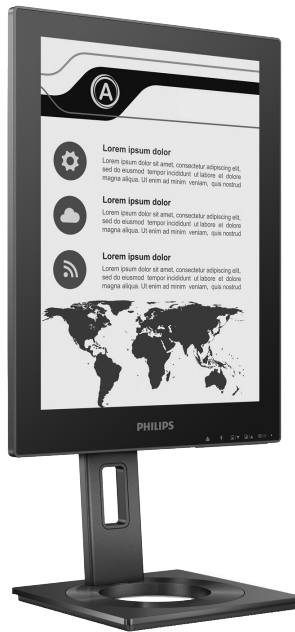 A
Lorem ipsum dolor
Lorem ipsum dolor sit amet, consectetur adipiscing elit,
sed do eiusmod tempor incididunt ut labore et dolore
magna aliqua. Ut enim ad minim veniam, quis nostrud
Lorem ipsum dolor
Lorem ipsum dolor sit amet, consectetur adipiscing elit,
sed do eiusmod tempor incididunt ut labore et dolore
magna aliqua. Ut enim ad minim veniam, quis nostrud
Lorem ipsum dolor
Lorem ipsum dolor sit amet, consectetur adipiscing elit,
sed do eiusmod tempor incididunt ut labore et dolore
magna aliqua. Ut enim ad minim veniam, quis nostrud
PHILIPS